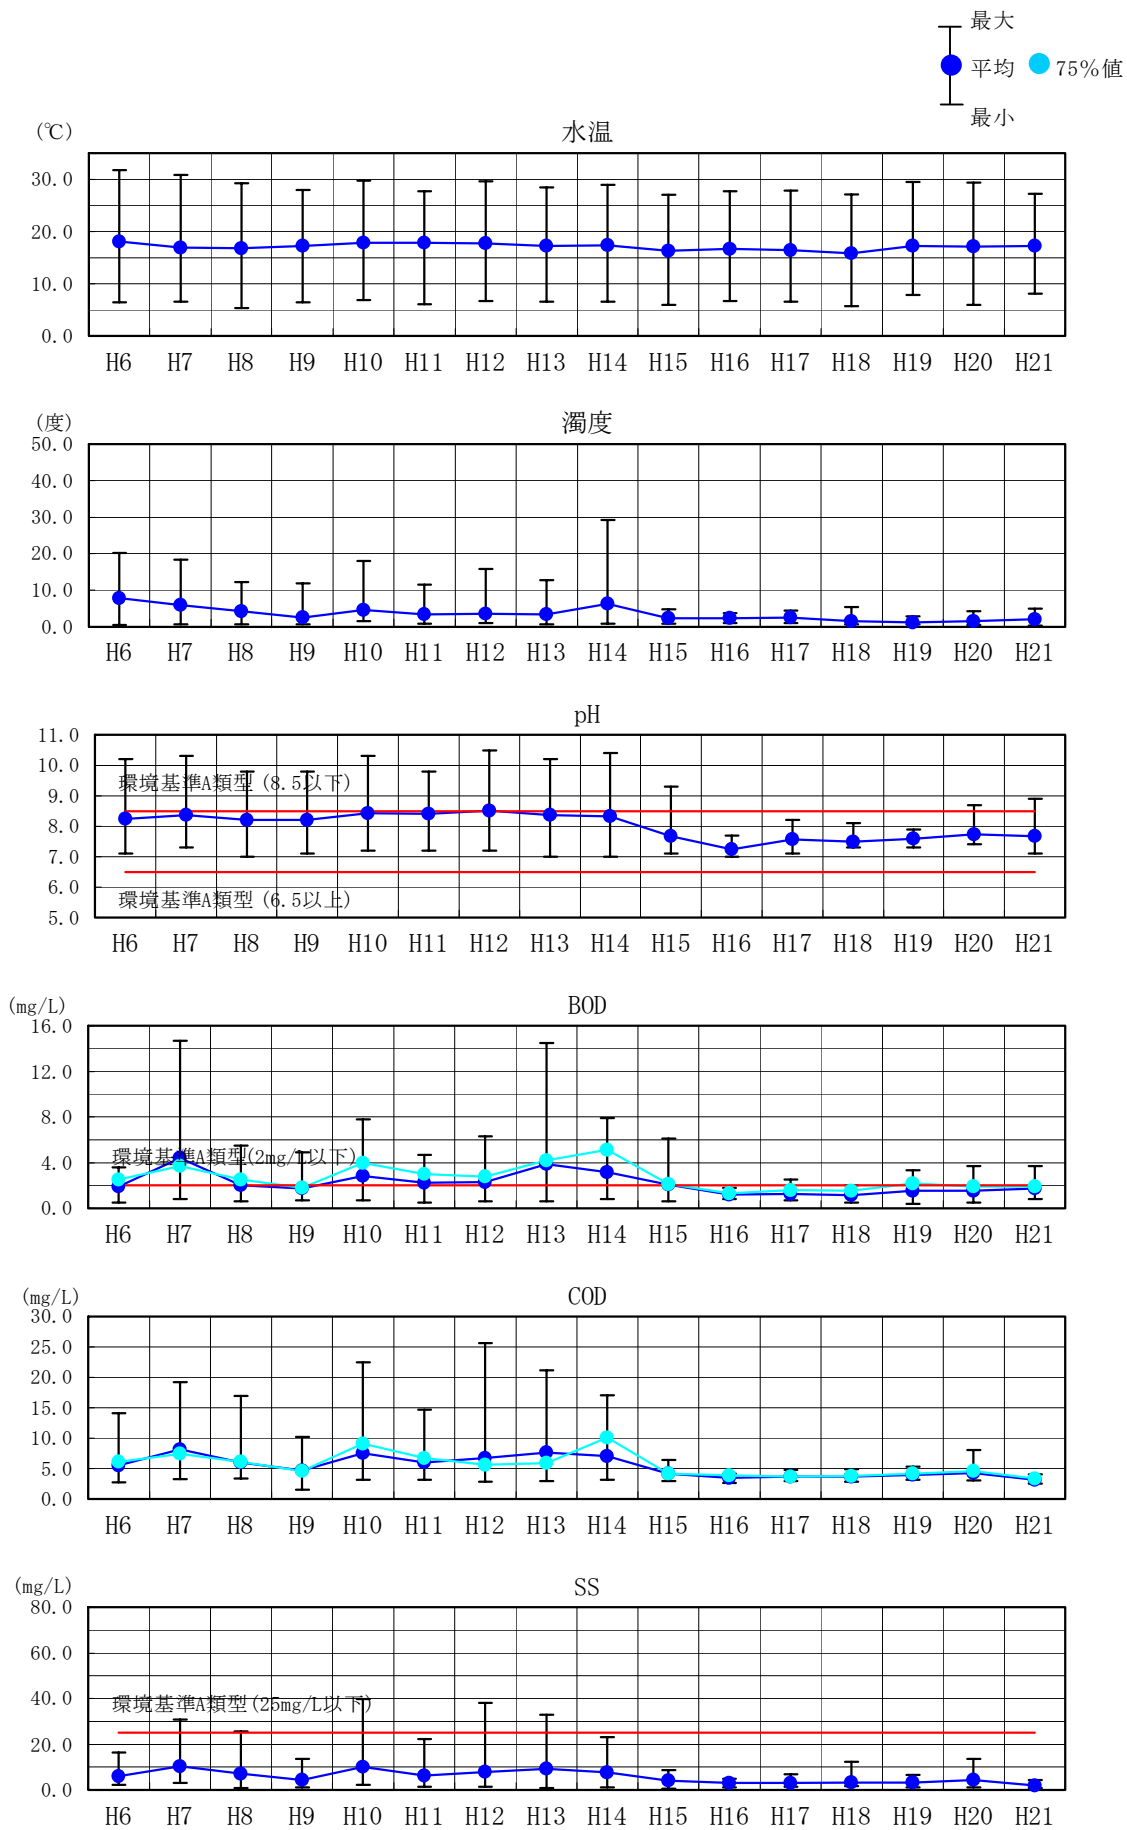 最大
平均 75％値
最小
(℃) 水温
30.0
20.0
10.0
0.0
H6 H7 H8 H9 H10 H11 H12 H13 H14 H15 H16 H17 H18 H19 H20 H21
(度) 濁度
50.0
40.0
30.0
20.0
10.0
0.0
H6 H7 H8 H9 H10 H11 H12 H13 H14 H15 H16 H17 H18 H19 H20 H21
pH
11.0
10.0
環境基準A類型(8.5以下)
9.0
8.0
7.0
6.0
環境基準A類型(6.5以上)
5.0
H6 H7 H8 H9 H10 H11 H12 H13 H14 H15 H16 H17 H18 H19 H20 H21
(mg/L) BOD
16.0
12.0
8.0
環境基準A類型(2mg/L以下)
4.0
0.0
H6 H7 H8 H9 H10 H11 H12 H13 H14 H15 H16 H17 H18 H19 H20 H21
(mg/L) COD
30.0
25.0
20.0
15.0
10.0
5.0
0.0
H6 H7 H8 H9 H10 H11 H12 H13 H14 H15 H16 H17 H18 H19 H20 H21
(mg/L) SS
80.0
60.0
40.0
環境基準A類型(25mg/L以下)
20.0
0.0
H6 H7 H8 H9 H10 H11 H12 H13 H14 H15 H16 H17 H18 H19 H20 H21